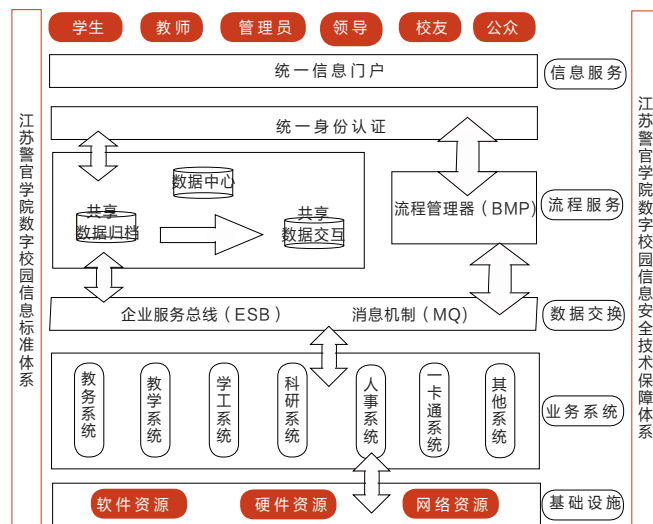 学生
教师
管理员
领导
校友
公众
统一信息门户
信息服务
统一身份认证
数据中心
共享
数据归档
共享
数据交互
流程管理器（BMP）
流程服务
企业服务总线（ESB）
消息机制（MQ）
数据交换
教务系统
教学系统
学工系统
科研系统
人事系统
一卡通系统
其他系统
业务系统
软件资源
硬件资源
网络资源
基础设施
江苏警官学院数字校园信息标准体系
江苏警官学院数字校园信息安全技术保障体系